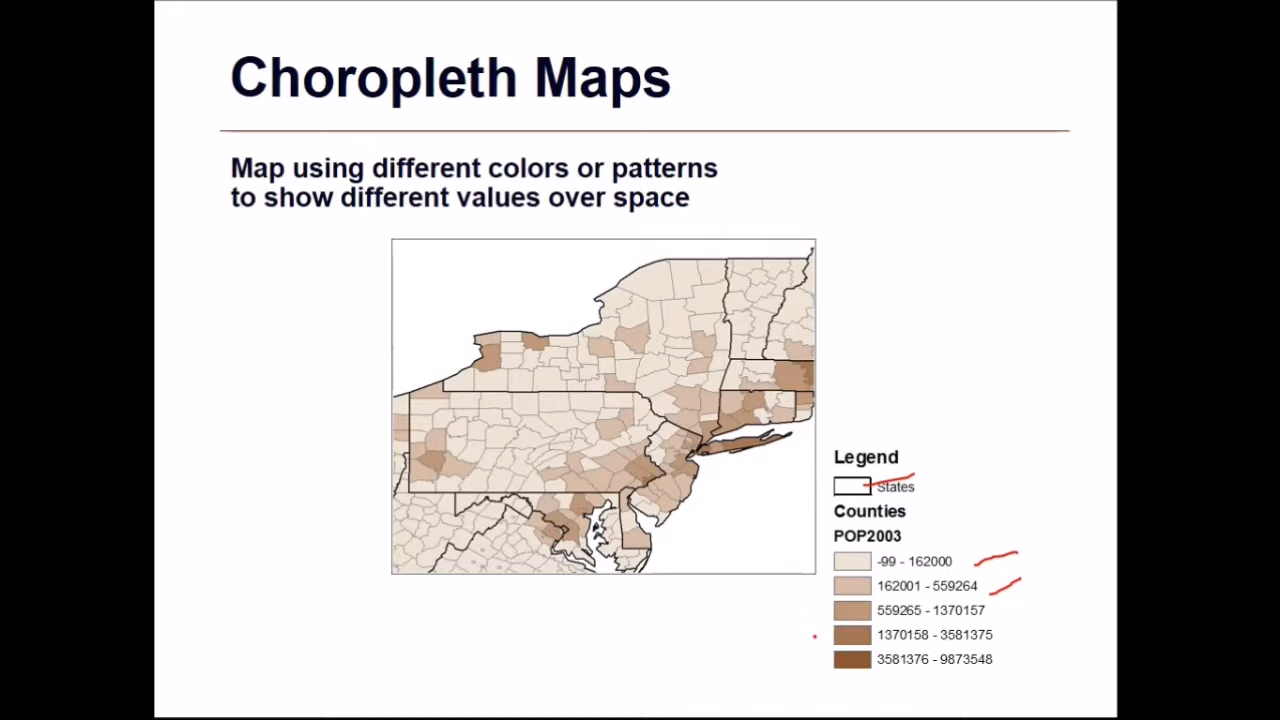 Choropleth Maps
Map using different colors or patterns
to show different values over space
Legend
States
Counties
POP2003
-99 - 162000
162001 - 559264
559265 - 1370157
1370158 - 3581375
3581376 - 9873548